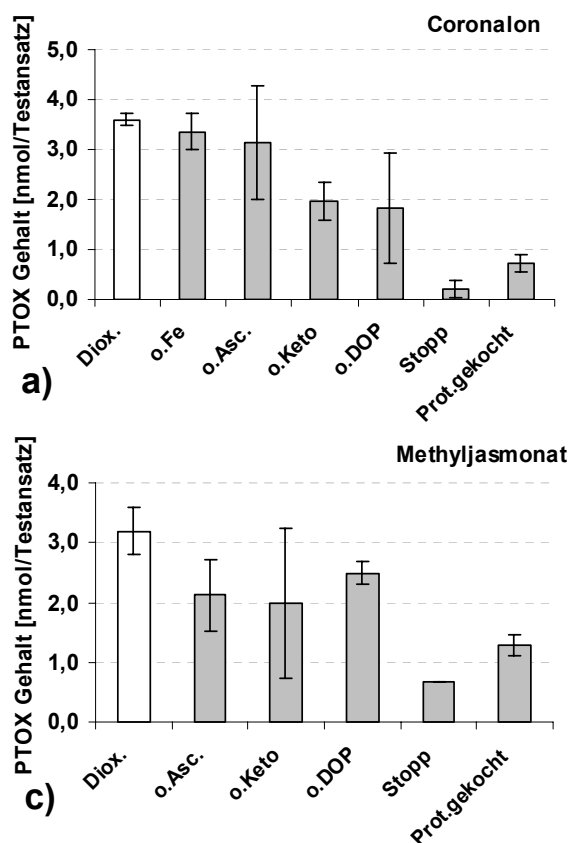 Coronalon
PTOX Gehalt [nmol/Testansatz]
5,0
4,0
3,0
2,0
1,0
0,0
Diox.
o.Fe
o.Asc.
o.Keto
o.DOP
Stopp
Prot.gekocht
a)
Methyljasmonat
PTOX Gehalt [nmol/Testansatz]
4,0
3,0
2,0
1,0
0,0
Diox.
o.Asc.
o.Keto
o.DOP
Stopp
Prot.gekocht
c)